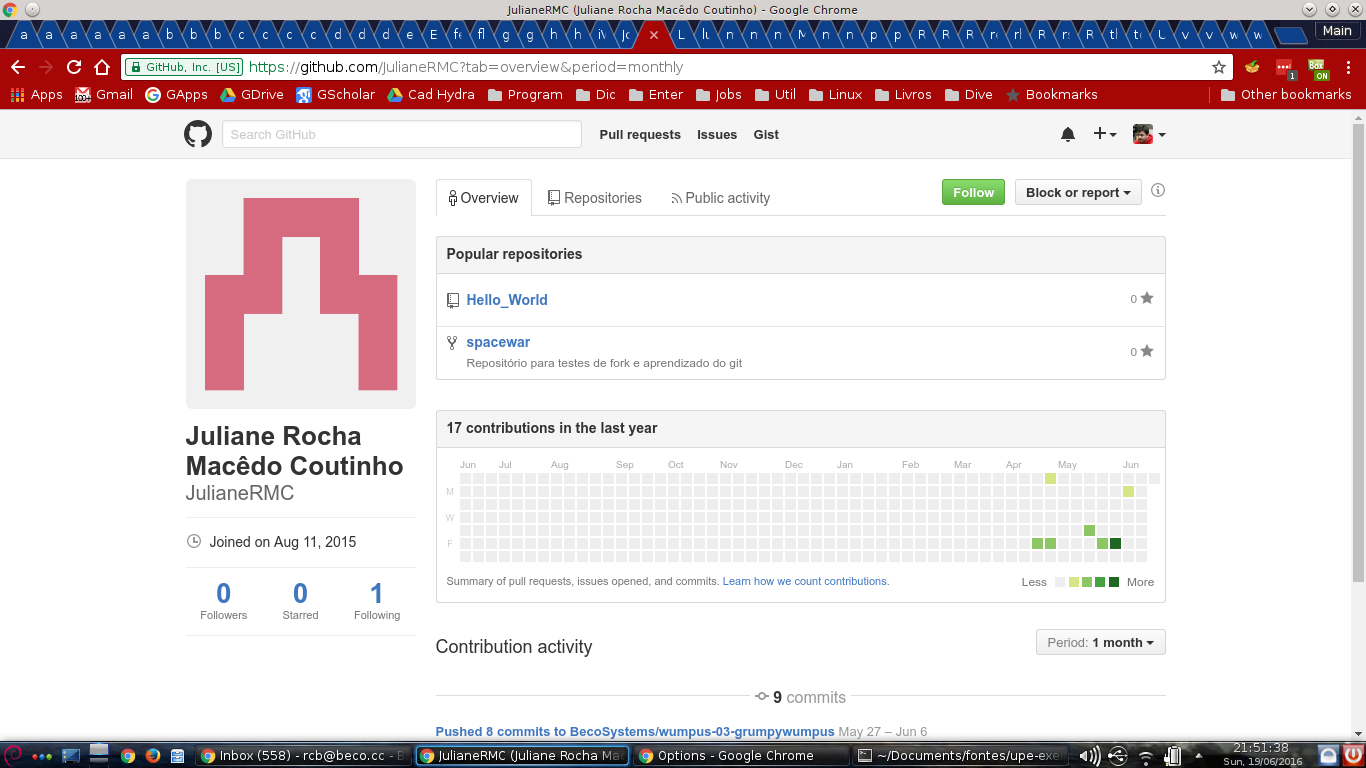 JulianeRMC (Juliane Rocha Macêdo Coutinho) - Google Chrome
a a a a a a b b b c c c d d d e E f fl g g h h i J L l n n n M n n p p R R r r r R t t U v v w w Main
GitHub, Inc. [US] https://github.com/JulianeRMC?tab=overview&period=monthly
Apps Gmail GApps GDrive GScholar Cad Hydra Program Dic Enter Jobs Util Linux Livros Dive Bookmarks Other bookmarks
Search GitHub Pull requests Issues Gist
Overview Repositories Public activity Follow Block or report
Popular repositories
Hello_World 0
spacewar
Repositório para testes de fork e aprendizado do git 0
Juliane Rocha
Macêdo Coutinho
JulianeRMC
Joined on Aug 11, 2015
0 0 1
Followers Starred Following
17 contributions in the last year
Jun Jul Aug Sep Oct Nov Dec Jan Feb Mar Apr May Jun
M
W
F
Summary of pull requests, issues opened, and commits. Learn how we count contributions. Less More
Contribution activity Period: 1 month
9 commits
Pushed 8 commits to BecoSystems/wumpus-03-grumpywumpus May 27 – Jun 6
Inbox (558) - rcb@beco.cc - B JulianeRMC (Juliane Rocha Ma Options - Google Chrome ~/Documents/fontes/upe-exe 21:51:38
Sun, 19/06/2016